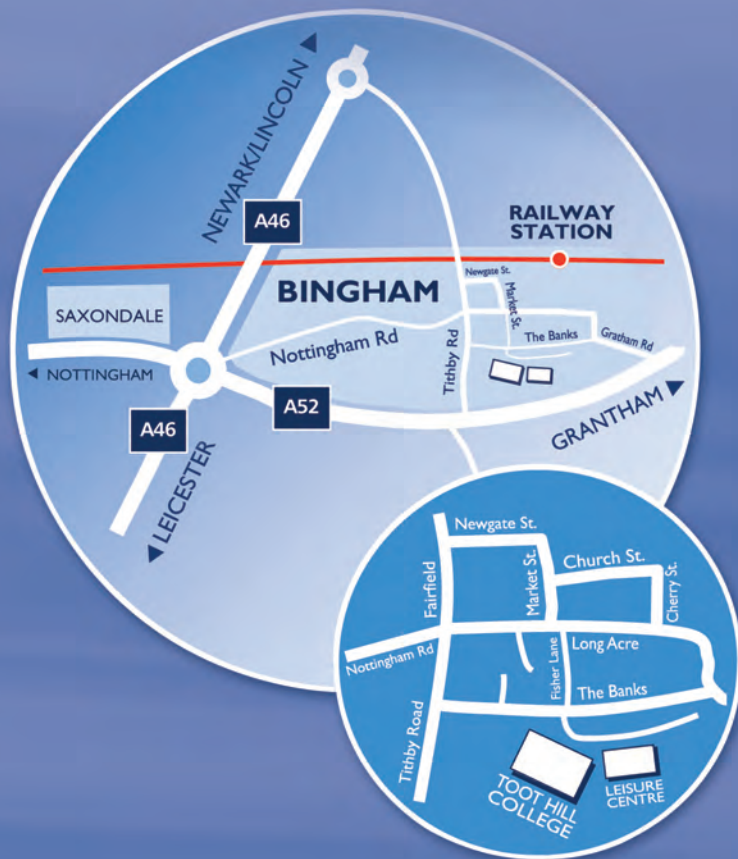 NEWARK/LINCOLN
A46
RAILWAY
STATION
BINGHAM
Newgate St.
Market St.
SAXONDALE
Nottingham Rd
Tithby Rd
The Banks
Gratham Rd
NOTTINGHAM
A46
A52
GRANTHAM
LEICESTER
Newgate St.
Fairfield
Market St.
Church St.
Cherry St.
Nottingham Rd
Fisher Lane
Long Acre
The Banks
Tithby Road
TOOT HILL
COLLEGE
LEISURE
CENTRE